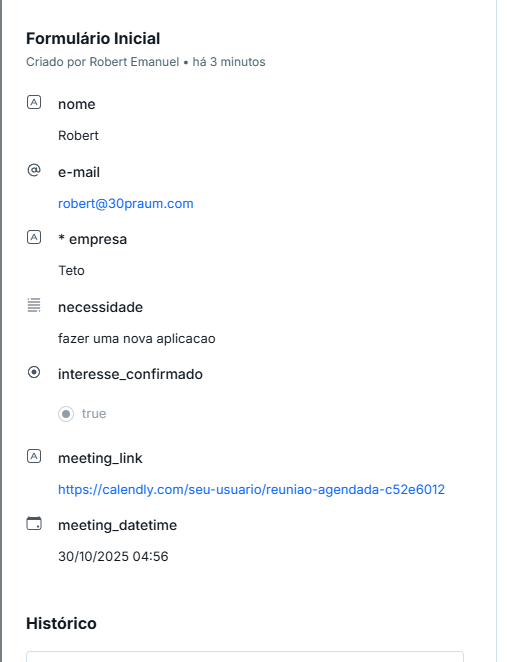 Formulário Inicial
Criado por Robert Emanuel • há 3 minutos
nome
Robert
e-mail
robert@30praum.com
* empresa
Teto
necessidade
fazer uma nova aplicacao
interesse_confirmado
true
meeting_link
https://calendly.com/seu-usuario/reuniao-agendada-c52e6012
meeting_datetime
30/10/2025 04:56
Histórico